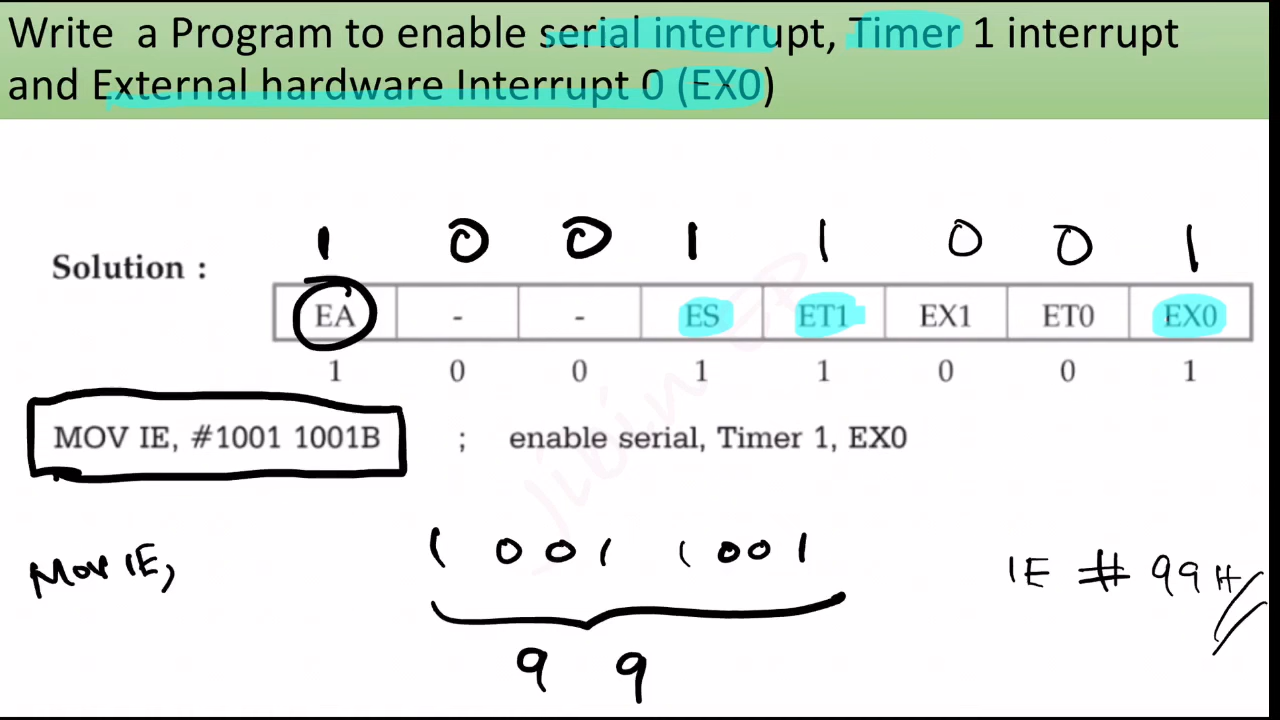 Write a Program to enable serial interrupt, Timer 1 interrupt
and External hardware Interrupt 0 (EX0)
1 0 0 1 1 0 0 1
Solution :
EA - - ES ET1 EX1 ET0 EX0
1 0 0 1 1 0 0 1
MOV IE, #1001 1001B ; enable serial, Timer 1, EX0
Mov IE, 1 0 0 1 1 0 0 1 IE # 99H
9 9
Jibin GP